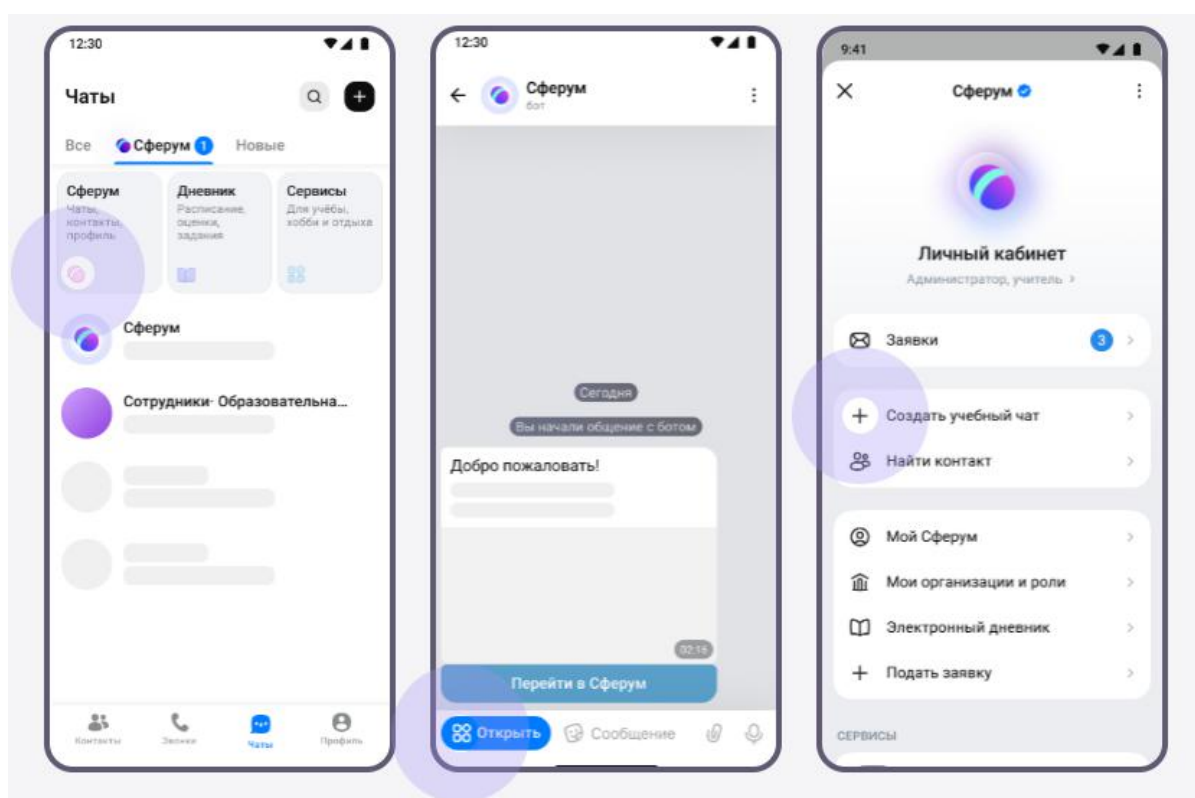 12:30
Чаты
Все
Сферум 1
Новые
Сферум
Чаты,
контакты,
профиль
Дневник
Расписание,
оценки,
задания
Сервисы
Для учёбы,
хобби и отдыха
Сферум
Сотрудники- Образовательна...
Контакты
Звонки
Чаты
Профиль
12:30
Сферум
бот
Сегодня
Вы начали общение с ботом
Добро пожаловать!
02:16
Перейти в Сферум
Открыть
Сообщение
9:41
Сферум
Личный кабинет
Администратор, учитель
Заявки 3
Создать учебный чат
Найти контакт
Мой Сферум
Мои организации и роли
Электронный дневник
Подать заявку
СЕРВИСЫ